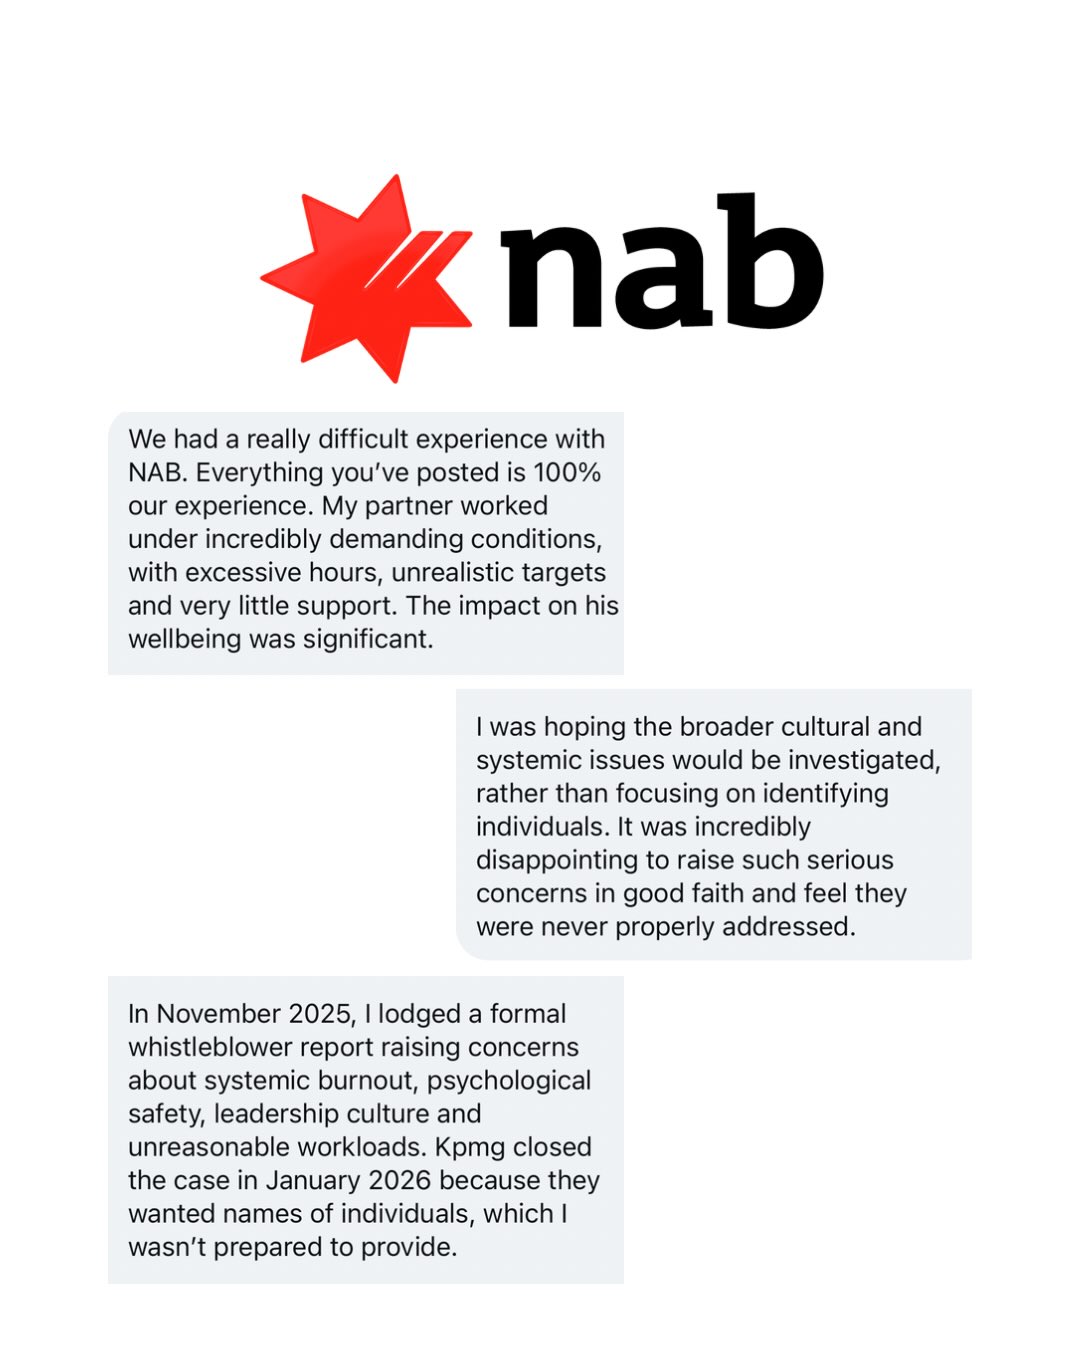 nab
We had a really difficult experience with
NAB. Everything you’ve posted is 100%
our experience. My partner worked
under incredibly demanding conditions,
with excessive hours, unrealistic targets
and very little support. The impact on his
wellbeing was significant.
I was hoping the broader cultural and
systemic issues would be investigated,
rather than focusing on identifying
individuals. It was incredibly
disappointing to raise such serious
concerns in good faith and feel they
were never properly addressed.
In November 2025, I lodged a formal
whistleblower report raising concerns
about systemic burnout, psychological
safety, leadership culture and
unreasonable workloads. Kpmg closed
the case in January 2026 because they
wanted names of individuals, which I
wasn’t prepared to provide.